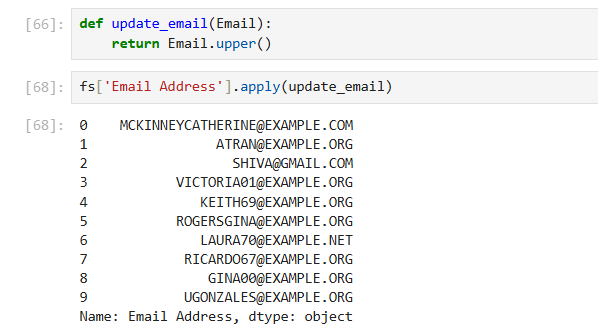 [66]: def update_email(Email):
return Email.upper()
[68]: fs['Email Address'].apply(update_email)
[68]: 0 MCKINNEYCATHERINE@EXAMPLE.COM
1 ATRAN@EXAMPLE.ORG
2 SHIVA@GMAIL.COM
3 VICTORIA01@EXAMPLE.ORG
4 KEITH69@EXAMPLE.ORG
5 ROGERSGINA@EXAMPLE.ORG
6 LAURA70@EXAMPLE.NET
7 RICARDO67@EXAMPLE.ORG
8 GINA00@EXAMPLE.ORG
9 UGONZALES@EXAMPLE.ORG
Name: Email Address, dtype: object